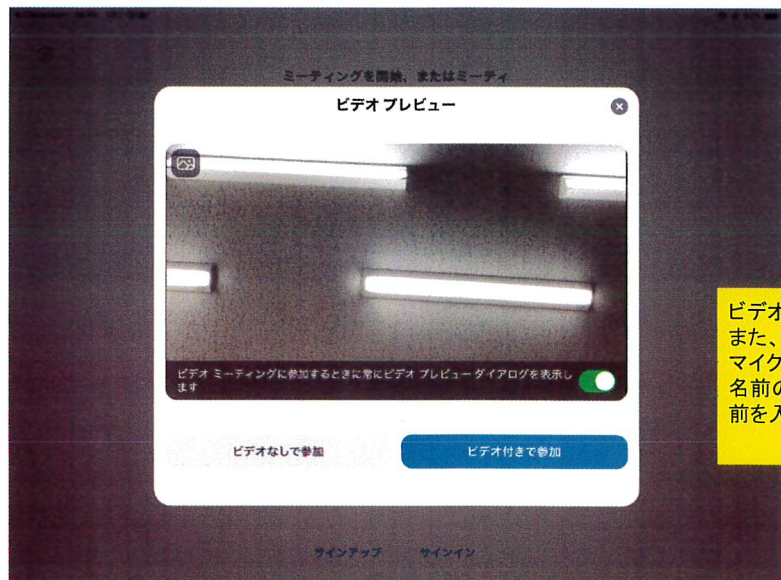 ミーティングを開始、またはミーティ
ビデオ プレビュー
ビデオ ミーティングに参加するときに常にビデオ プレビュー ダイアログを表示し
ます
ビデオなしで参加
ビデオ付きで参加
サインアップ
サインイン
ビデオ
また、
マイク
名前の
前を入